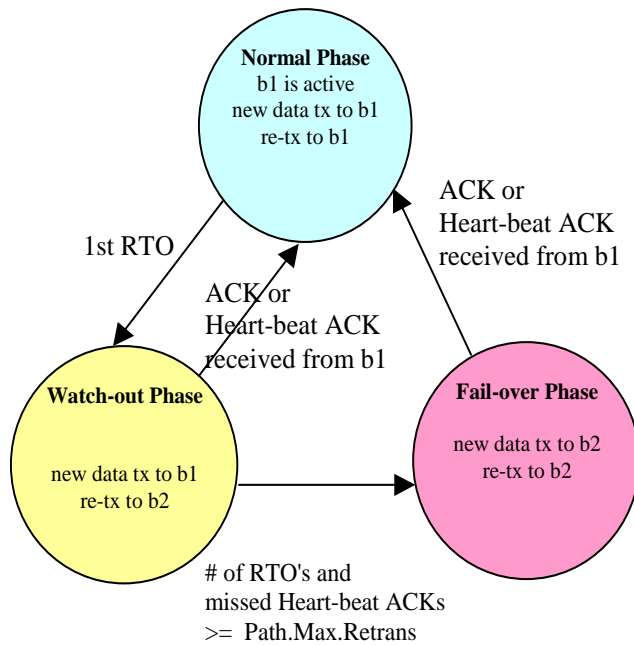 Normal Phase
b1 is active
new data tx to b1
re-tx to b1
1st RTO
ACK or
Heart-beat ACK
received from b1
ACK or
Heart-beat ACK
received from b1
Watch-out Phase
new data tx to b1
re-tx to b2
Fail-over Phase
new data tx to b2
re-tx to b2
# of RTO's and
missed Heart-beat ACKs
>= Path.Max.Retrans